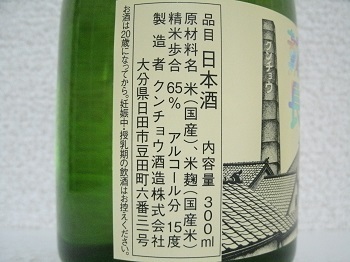 品目 日本酒 内容量 300ml
原材料名 米(国産)、米麹(国産米)
精米歩合 65% アルコール分 15度
製造者 クンチョウ酒造株式会社
大分県日田市豆田町六番三一号
お酒は20歳になってから。妊娠中・授乳期の飲酒はお控えください。
クンチョウ